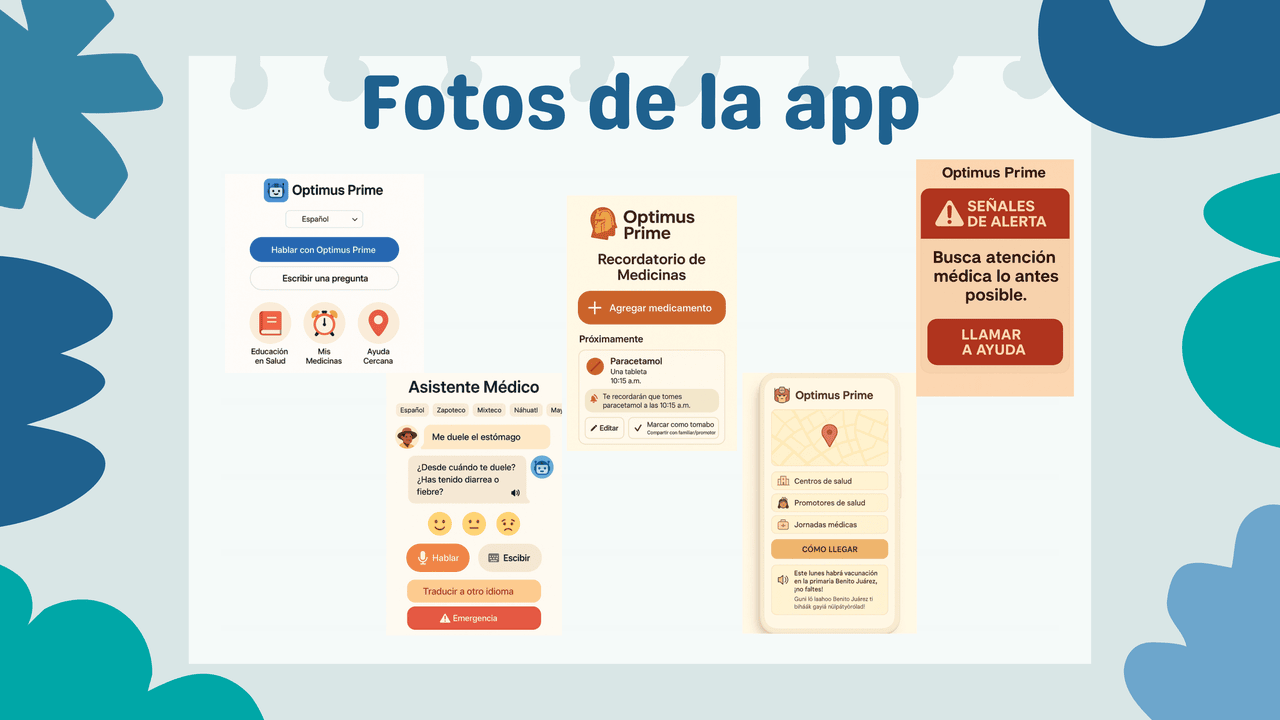 Fotos de la app
Optimus Prime
Español
Hablar con Optimus Prime
Escribir una pregunta
Educación
en Salud
Mis
Medicinas
Ayuda
Cercana
Asistente Médico
Español Zapoteco Mixteco Náhuatl May
Me duele el estómago
¿Desde cuándo te duele?
¿Has tenido diarrea o
fiebre?
Hablar
Escibir
Traducir a otro idioma
Emergencia
Optimus
Prime
Recordatorio de
Medicinas
Agregar medicamento
Próximamente
Paracetamol
Una tableta
10:15 a.m.
Te recordarán que tomes
paracetamol a las 10:15 a.m.
Editar
Marcar como tomabo
Compartir con familiar/promotor
Optimus Prime
Centros de salud
Promotores de salud
Jornadas médicas
CÓMO LLEGAR
Este lunes habrá vacunación
en la primaria Benito Juárez,
¡no faltes!
Guni lö laahoo Benito Juárez ti
Optimus Prime
SEÑALES
DE ALERTA
Busca atención
médica lo antes
posible.
LLAMAR
A AYUDA